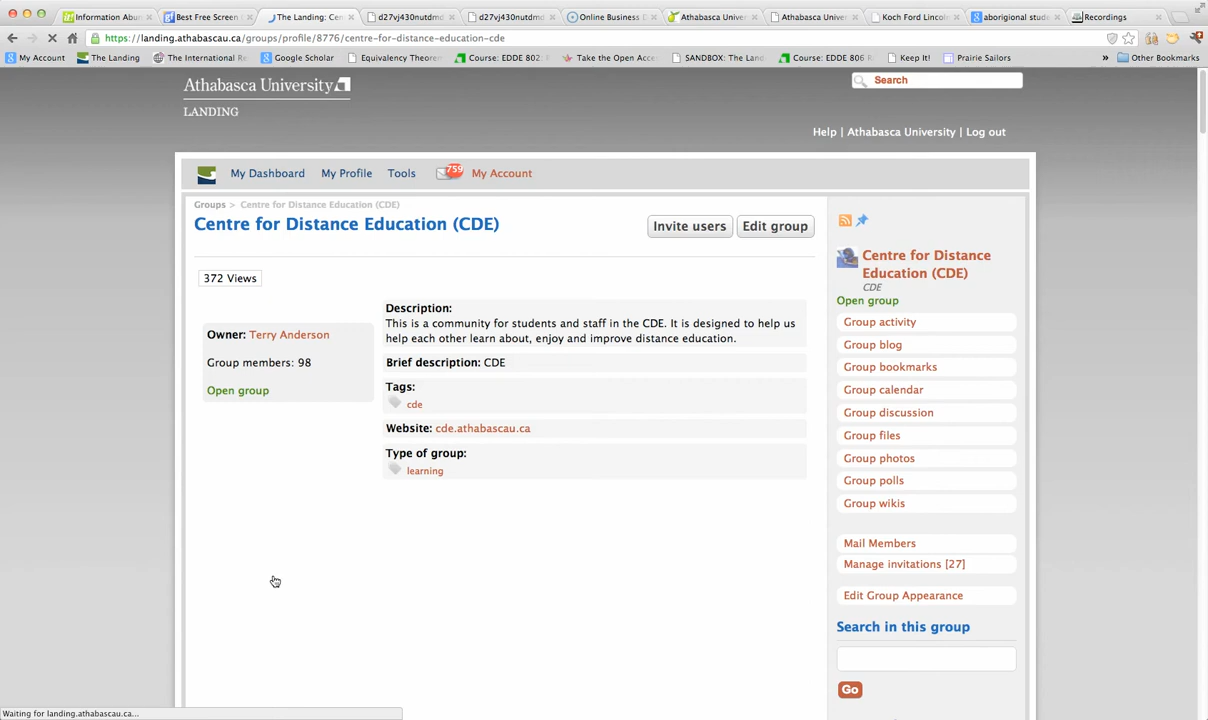 Information Abun
Best Free Screen
The Landing: Cen
d27vj430nutdmd
d27vj430nutdmd
Online Business D
Athabasca Univer
Athabasca Univer
Koch Ford Lincoln
aborigional stude
Recordings
https://landing.athabascau.ca/groups/profile/8776/centre-for-distance-education-cde
My Account
The Landing
The International Re
Google Scholar
Equivalency Theorem
Course: EDDE 802:
Take the Open Acce
SANDBOX: The Lan
Course: EDDE 806 R
Keep It!
Prairie Sailors
»
Other Bookmarks
Athabasca University
LANDING
Search
Help | Athabasca University | Log out
My Dashboard
My Profile
Tools
759
My Account
Groups > Centre for Distance Education (CDE)
Centre for Distance Education (CDE)
Invite users
Edit group
372 Views
Owner: Terry Anderson
Group members: 98
Open group
Description:
This is a community for students and staff in the CDE. It is designed to help us
help each other learn about, enjoy and improve distance education.
Brief description: CDE
Tags:
cde
Website: cde.athabascau.ca
Type of group:
learning
Centre for Distance
Education (CDE)
CDE
Open group
Group activity
Group blog
Group bookmarks
Group calendar
Group discussion
Group files
Group photos
Group polls
Group wikis
Mail Members
Manage invitations [27]
Edit Group Appearance
Search in this group
Go
Waiting for landing.athabascau.ca...